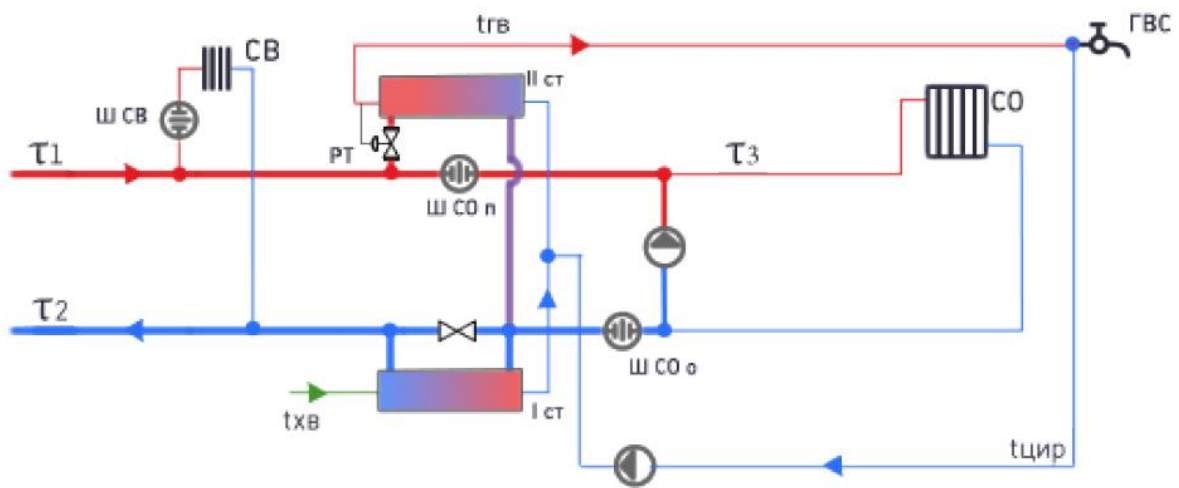 tгв
ГВС
СВ
II ст
СО
Ш СВ
τ1
РТ
τ3
Ш СО п
τ2
Ш СО о
I ст
tхв
tцир